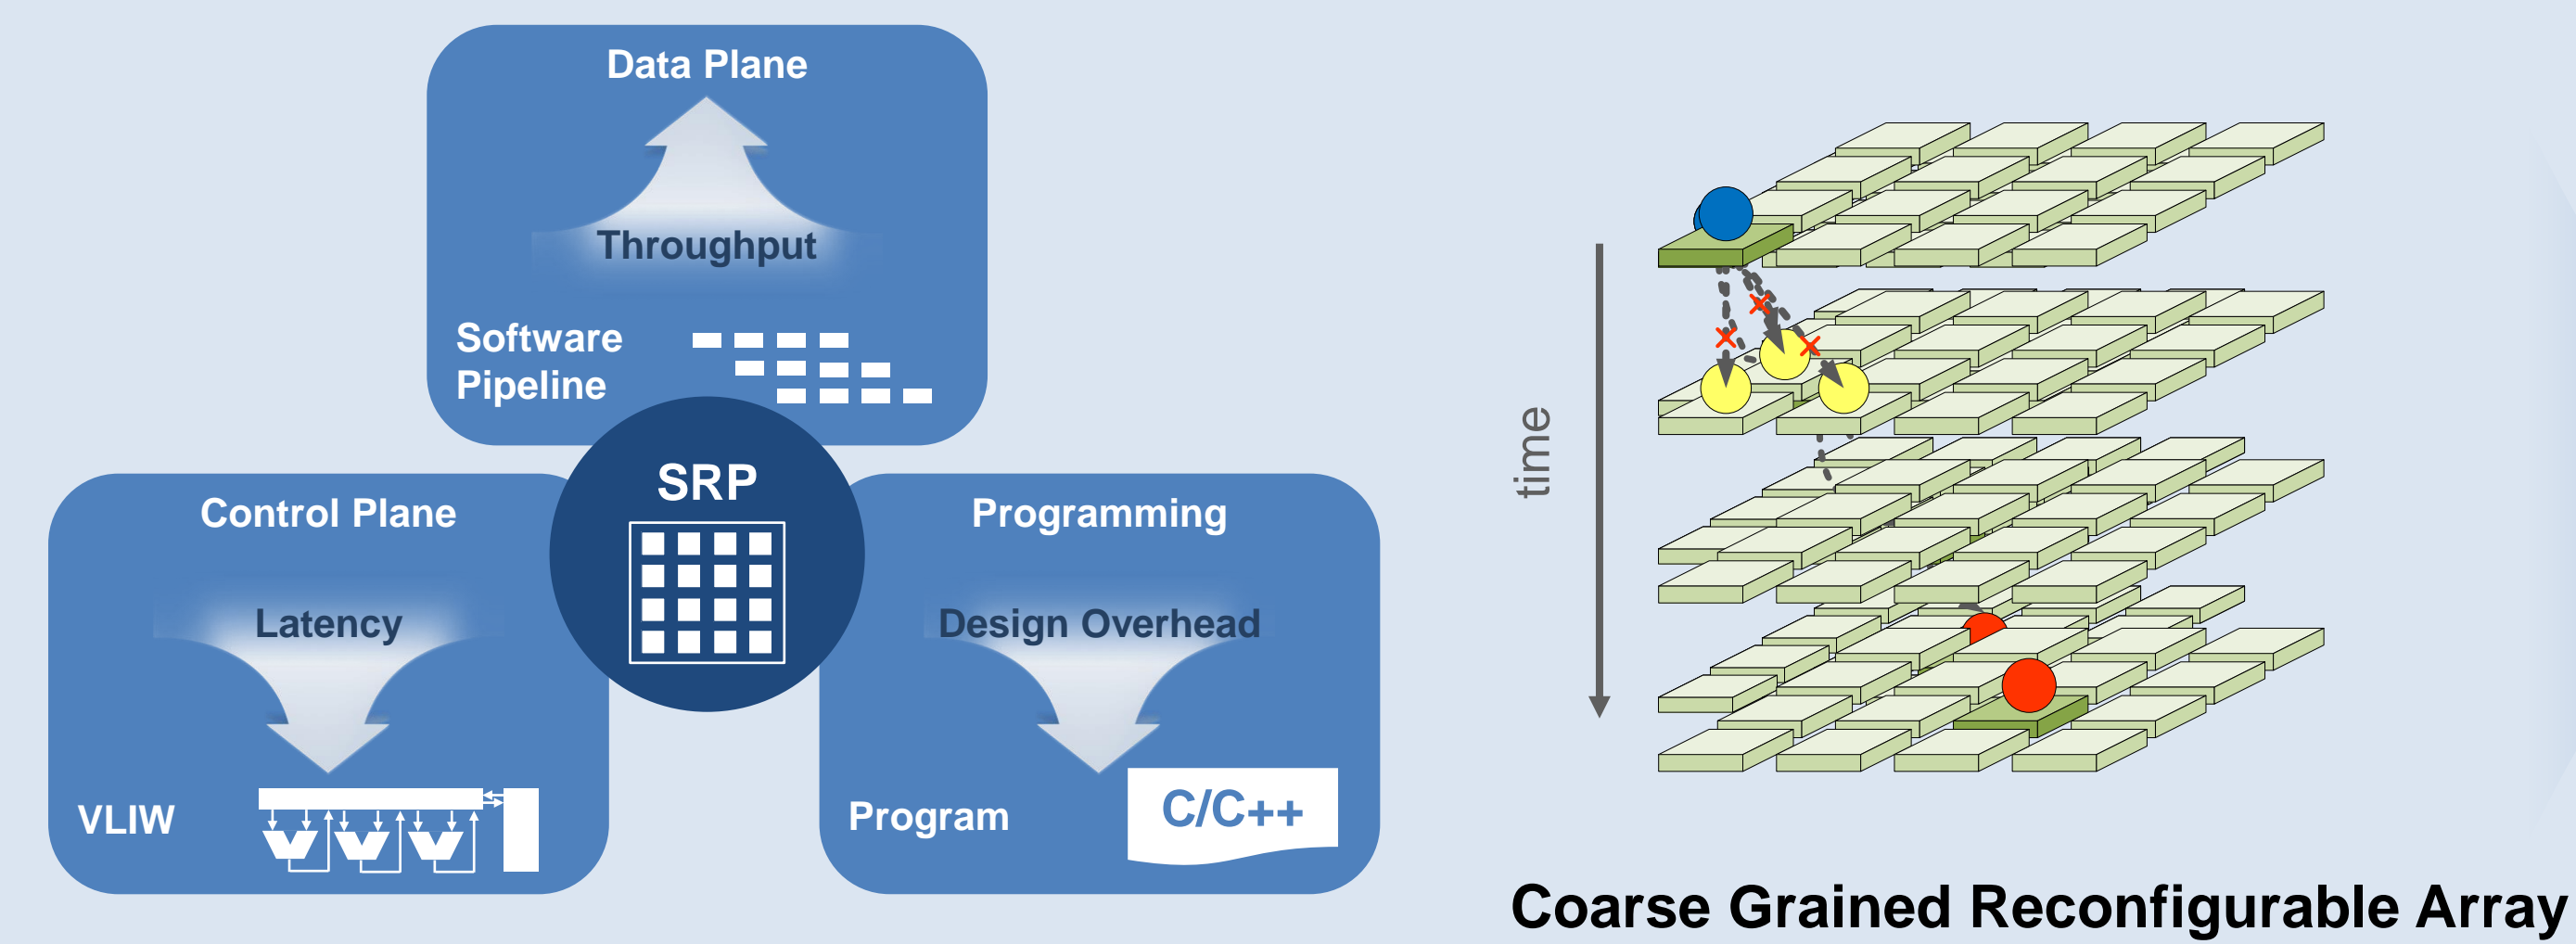 Data Plane
Throughput
Software
Pipeline
SRP
Control Plane
Latency
VLIW
Programming
Design Overhead
Program
C/C++
time
Coarse Grained Reconfigurable Array